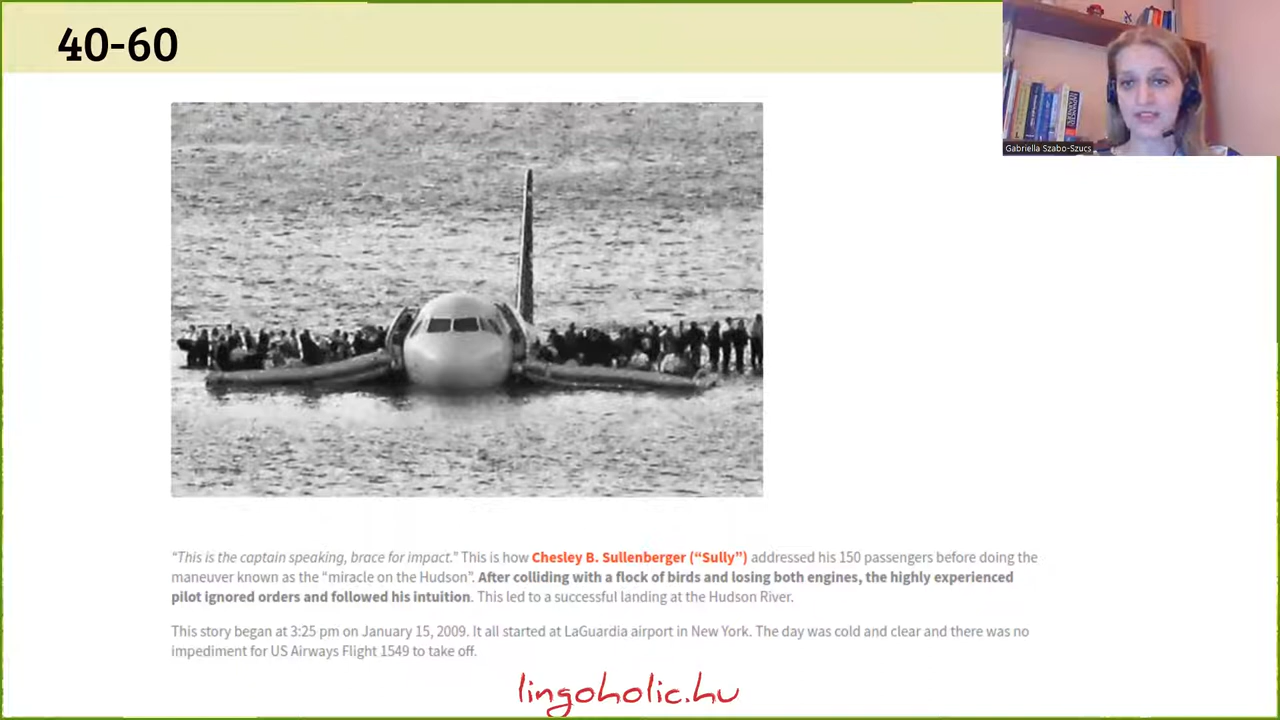 40-60
Gabriella Szabo-Szucs
“This is the captain speaking, brace for impact.” This is how Chesley B. Sullenberger (“Sully”) addressed his 150 passengers before doing the
maneuver known as the “miracle on the Hudson”. After colliding with a flock of birds and losing both engines, the highly experienced
pilot ignored orders and followed his intuition. This led to a successful landing at the Hudson River.
This story began at 3:25 pm on January 15, 2009. It all started at LaGuardia airport in New York. The day was cold and clear and there was no
impediment for US Airways Flight 1549 to take off.
lingoholic.hu